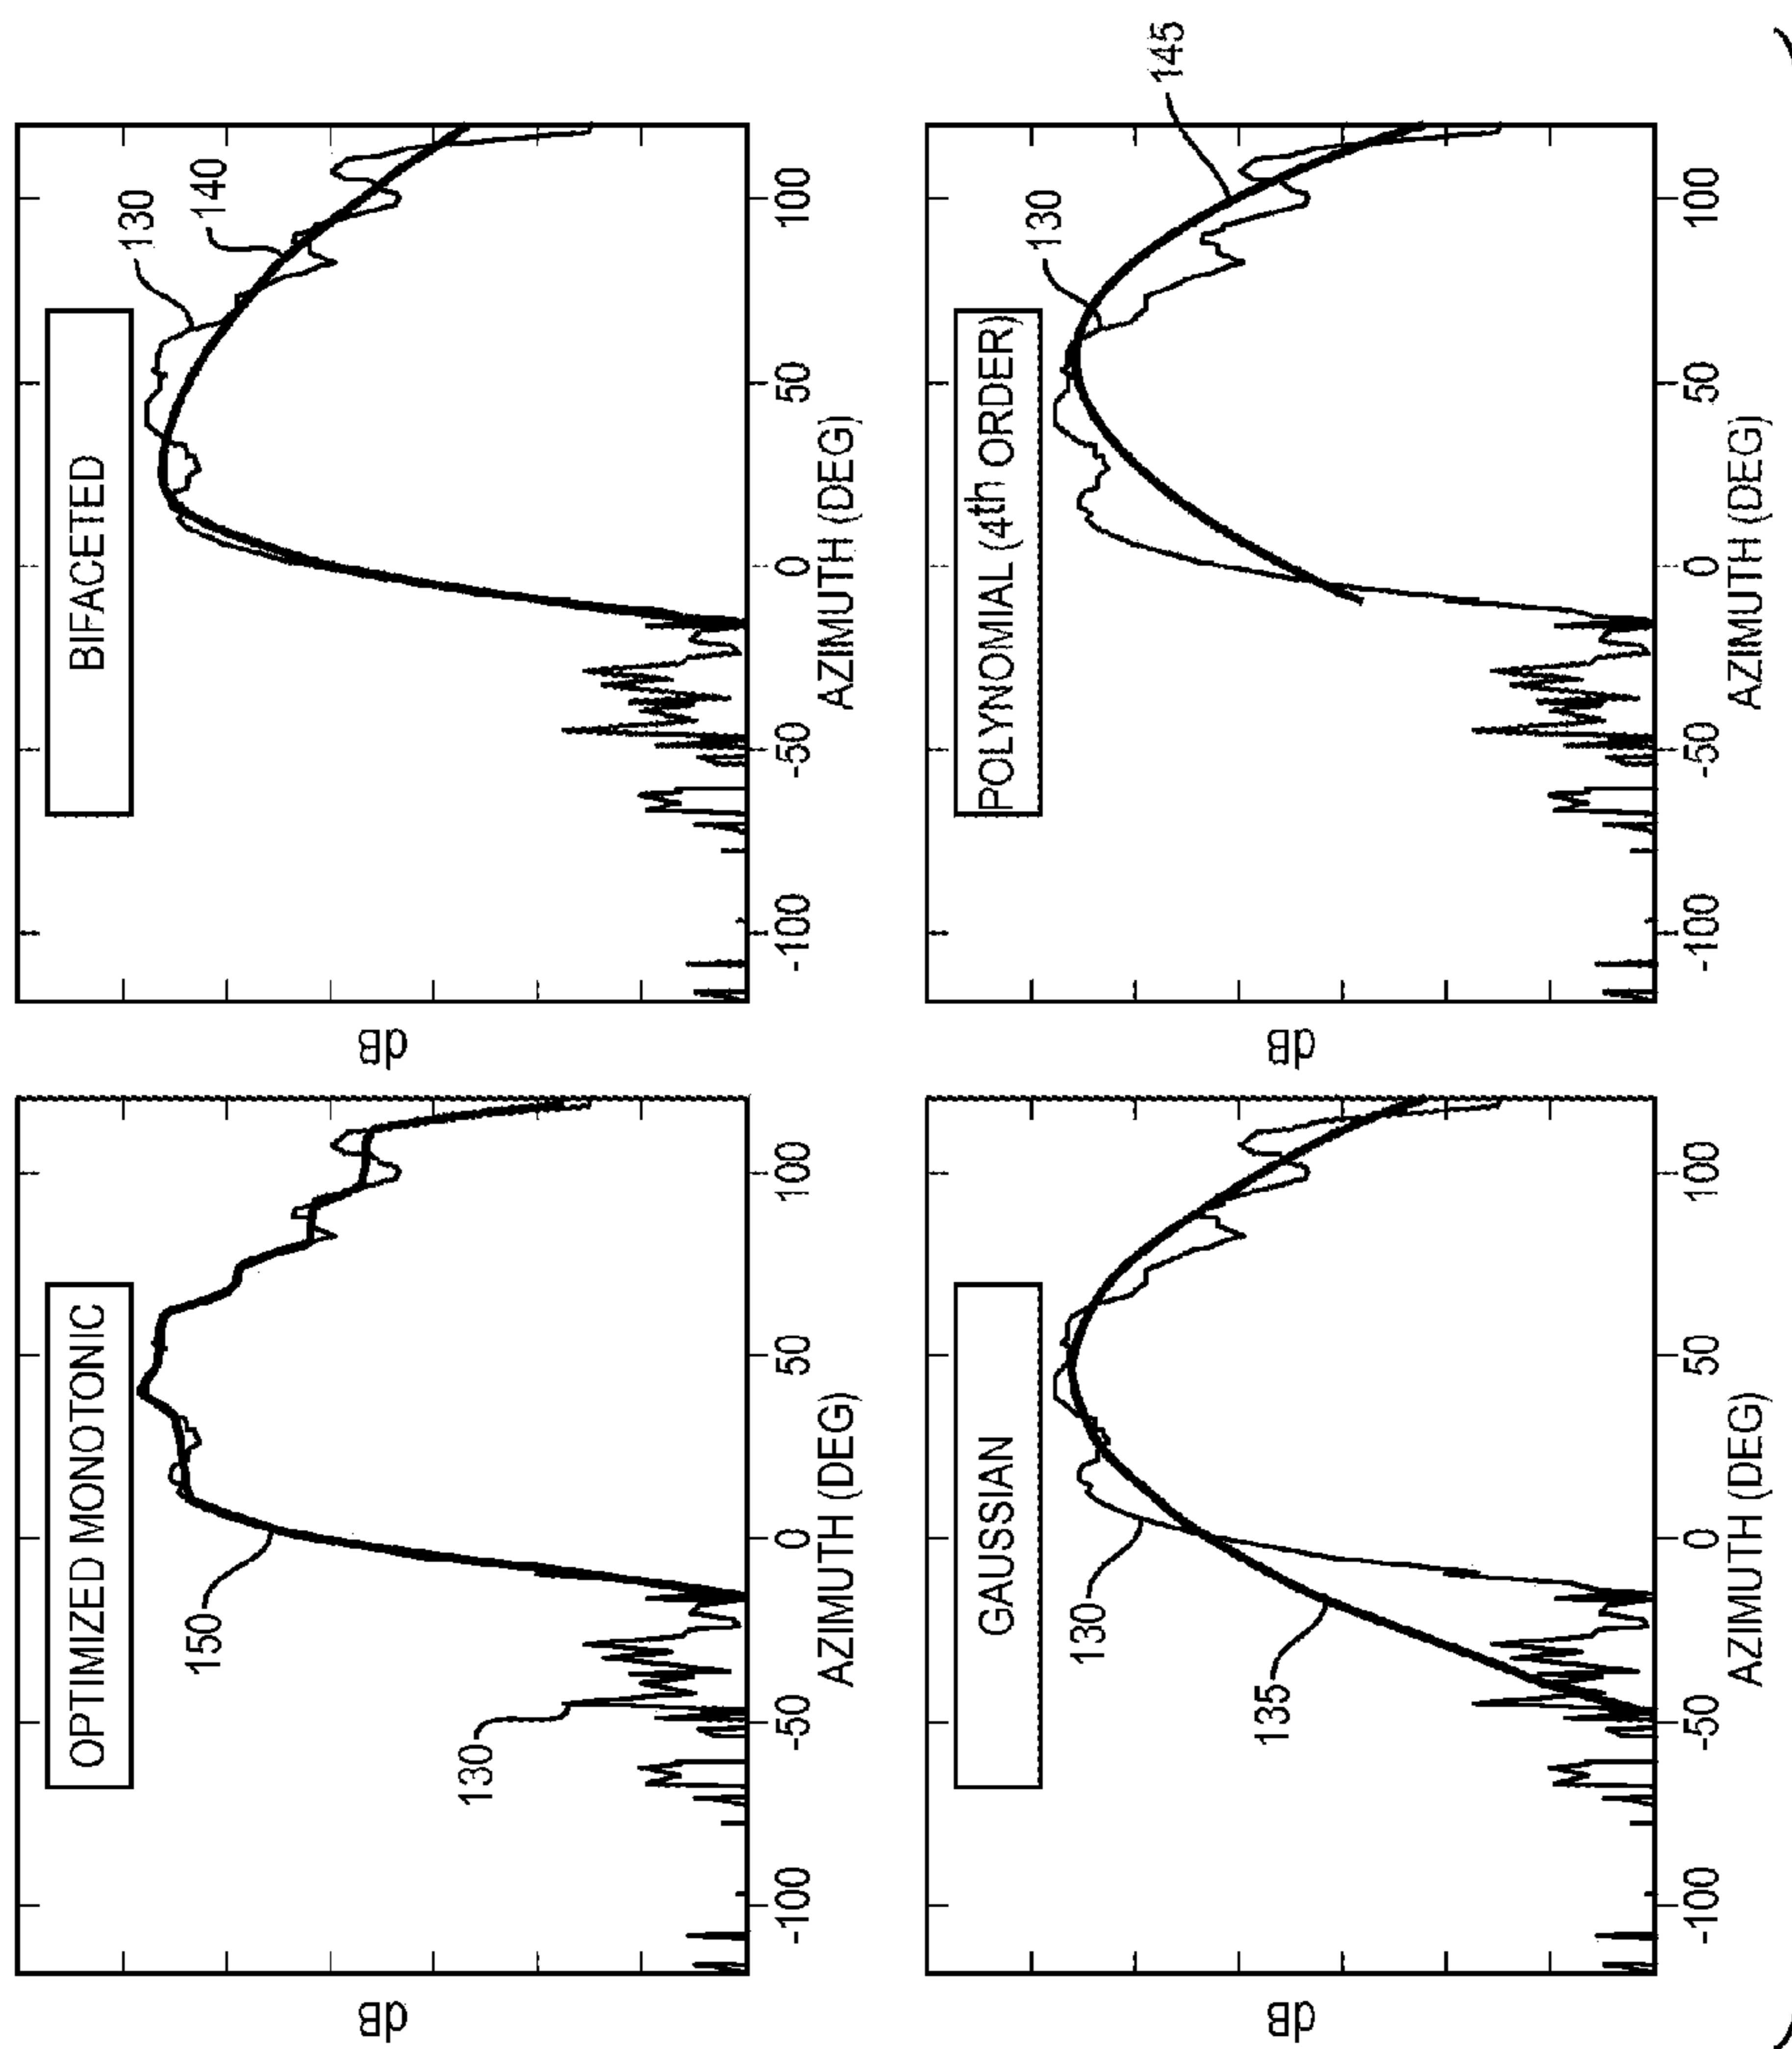 OPTIMIZED MONOTONIC
dB
150
130
-100 -50 0 50 100
AZIMUTH (DEG)
BIFACETED
dB
130
140
-100 -50 0 50 100
AZIMUTH (DEG)
GAUSSIAN
dB
130
135
-100 -50 0 50 100
AZIMUTH (DEG)
POLYNOMIAL (4th ORDER)
dB
130
145
-100 -50 0 50 100
AZIMUTH (DEG)